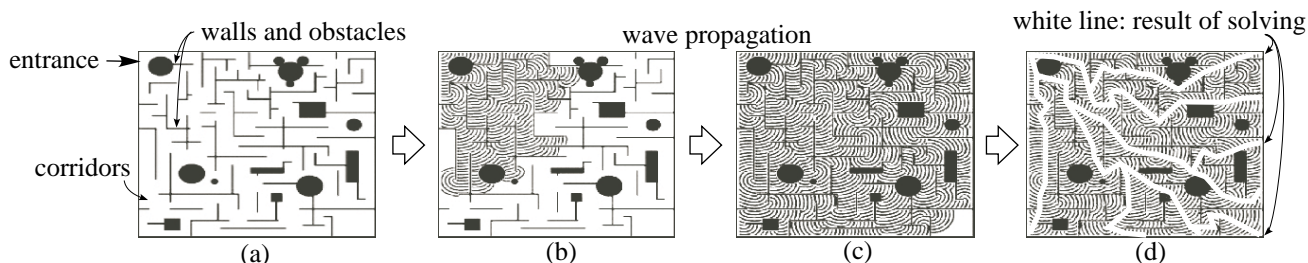 walls and obstacles
entrance
corridors
wave propagation
white line: result of solving
(a)
(b)
(c)
(d)